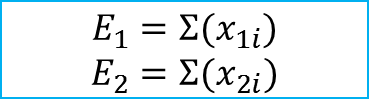 E₁ = Σ(x₁ᵢ)
E₂ = Σ(x₂ᵢ)